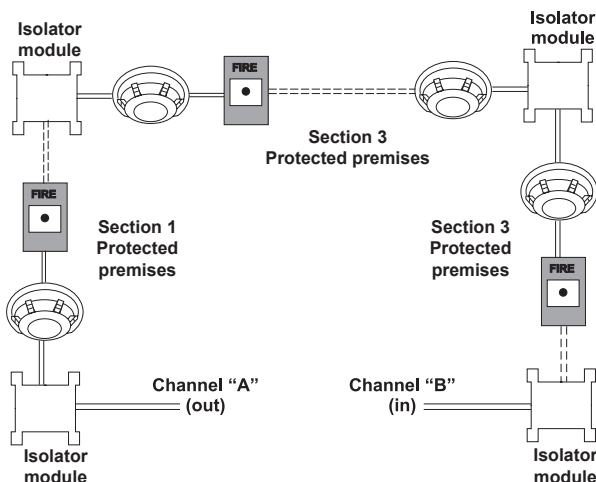 Isolator
module
FIRE
Section 3
Protected premises
Isolator
module
FIRE
Section 1
Protected
premises
Section 3
Protected
premises
FIRE
Channel “A”
(out)
Channel “B”
(in)
Isolator
module
Isolator
module